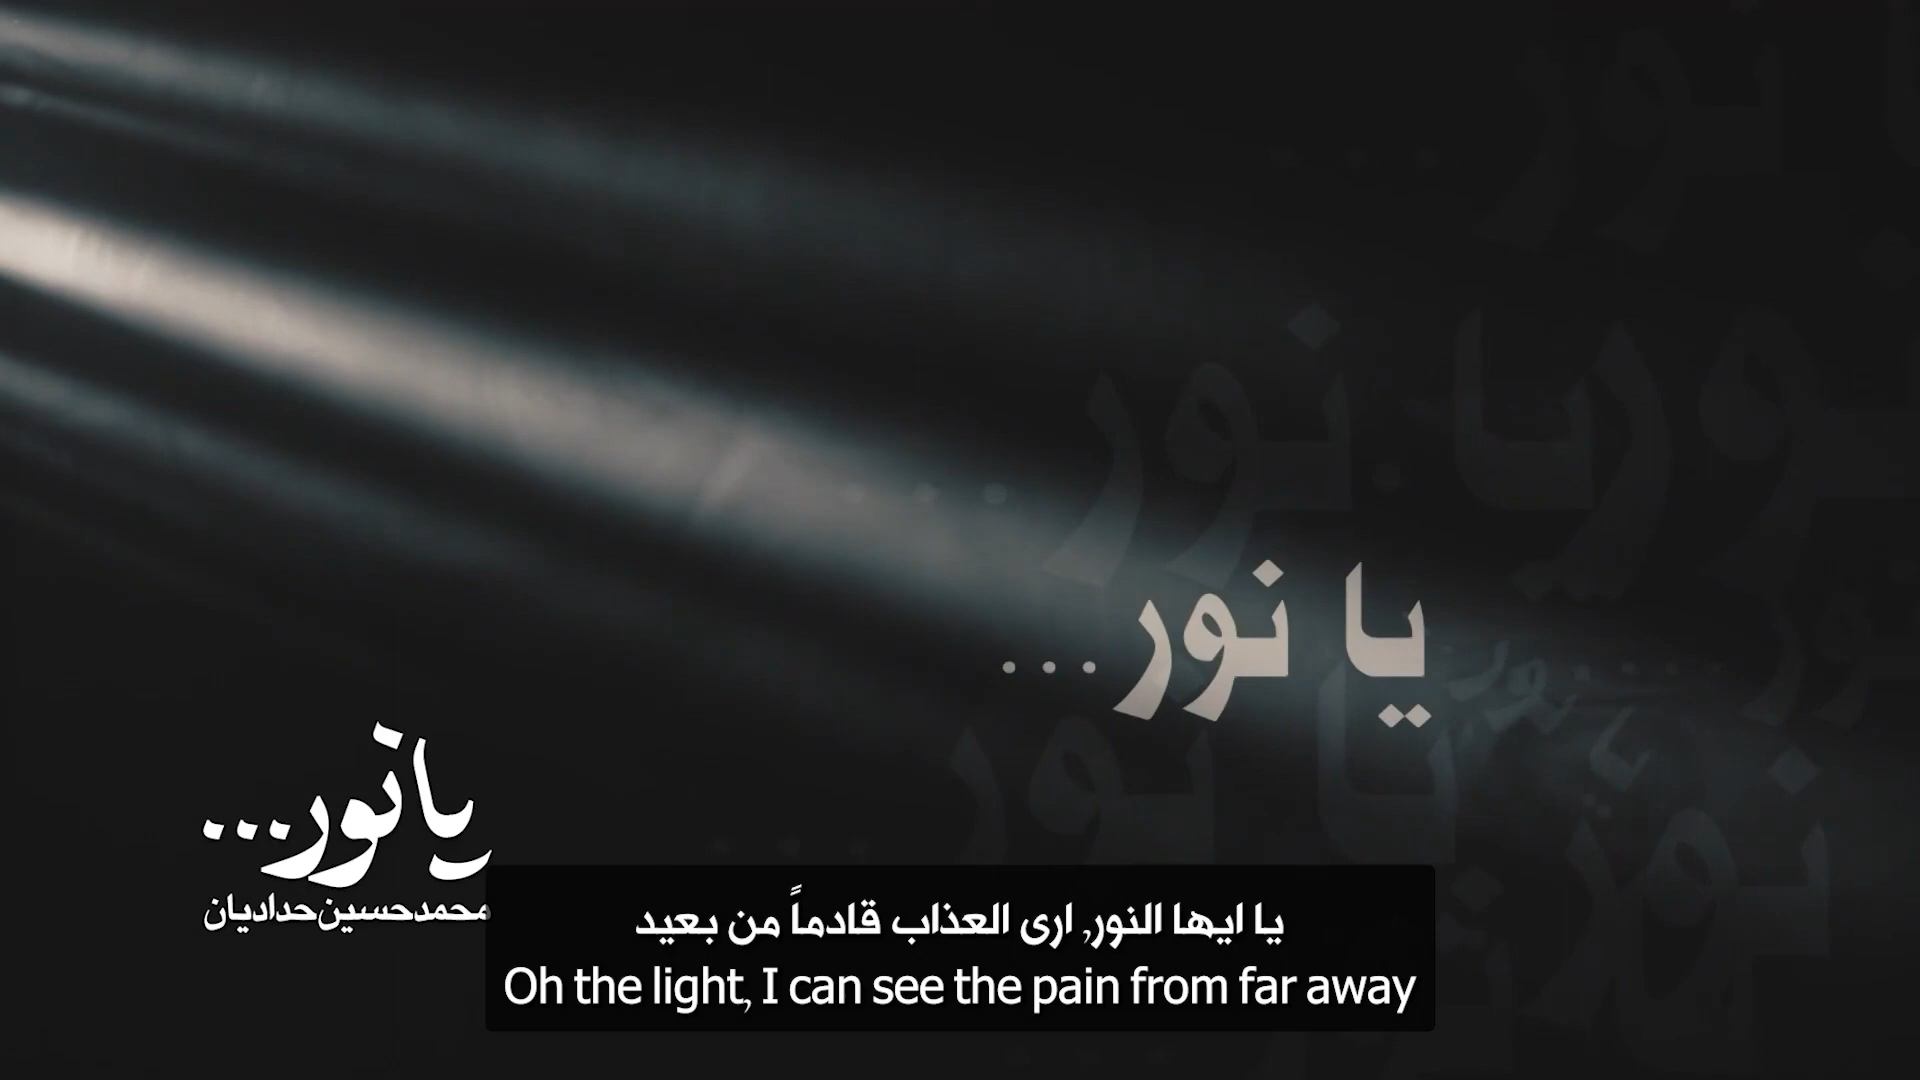 يا نور...
يا نور...
محمدحسین‌حدادیان
يا ايها النور, ارى العذاب قادماً من بعيد
Oh the light, I can see the pain from far away